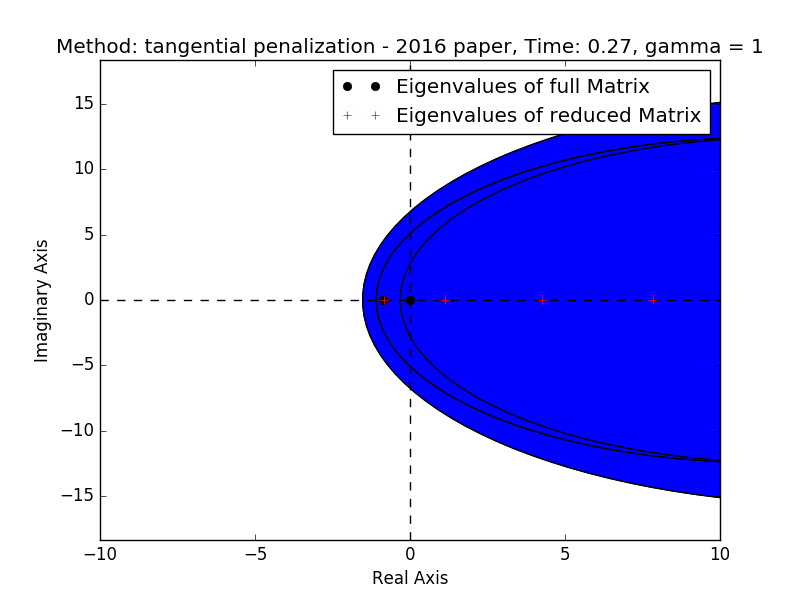 Method: tangential penalization - 2016 paper, Time: 0.27, gamma = 1
Eigenvalues of full Matrix
Eigenvalues of reduced Matrix
15
10
5
0
−5
−10
−15
Imaginary Axis
−10 −5 0 5 10
Real Axis